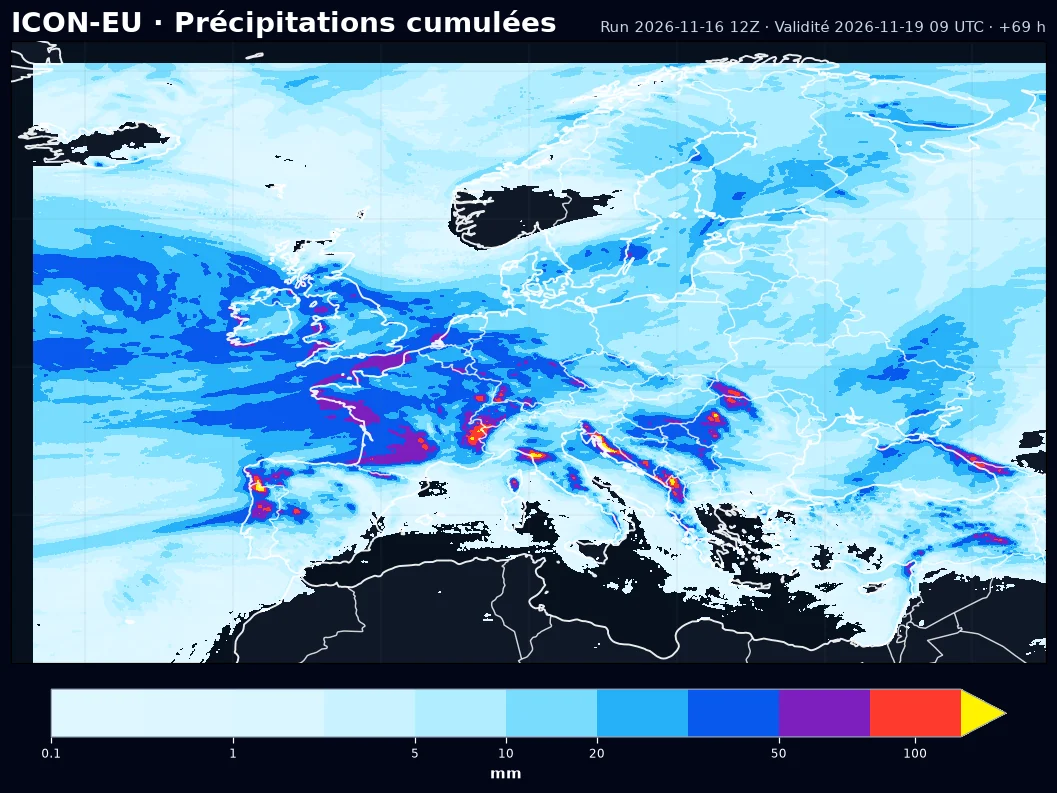 ICON-EU · Précipitations cumulées
Run 2026-11-16 12Z · Validité 2026-11-19 09 UTC · +69 h
0.1 1 5 10 20 50 100
mm